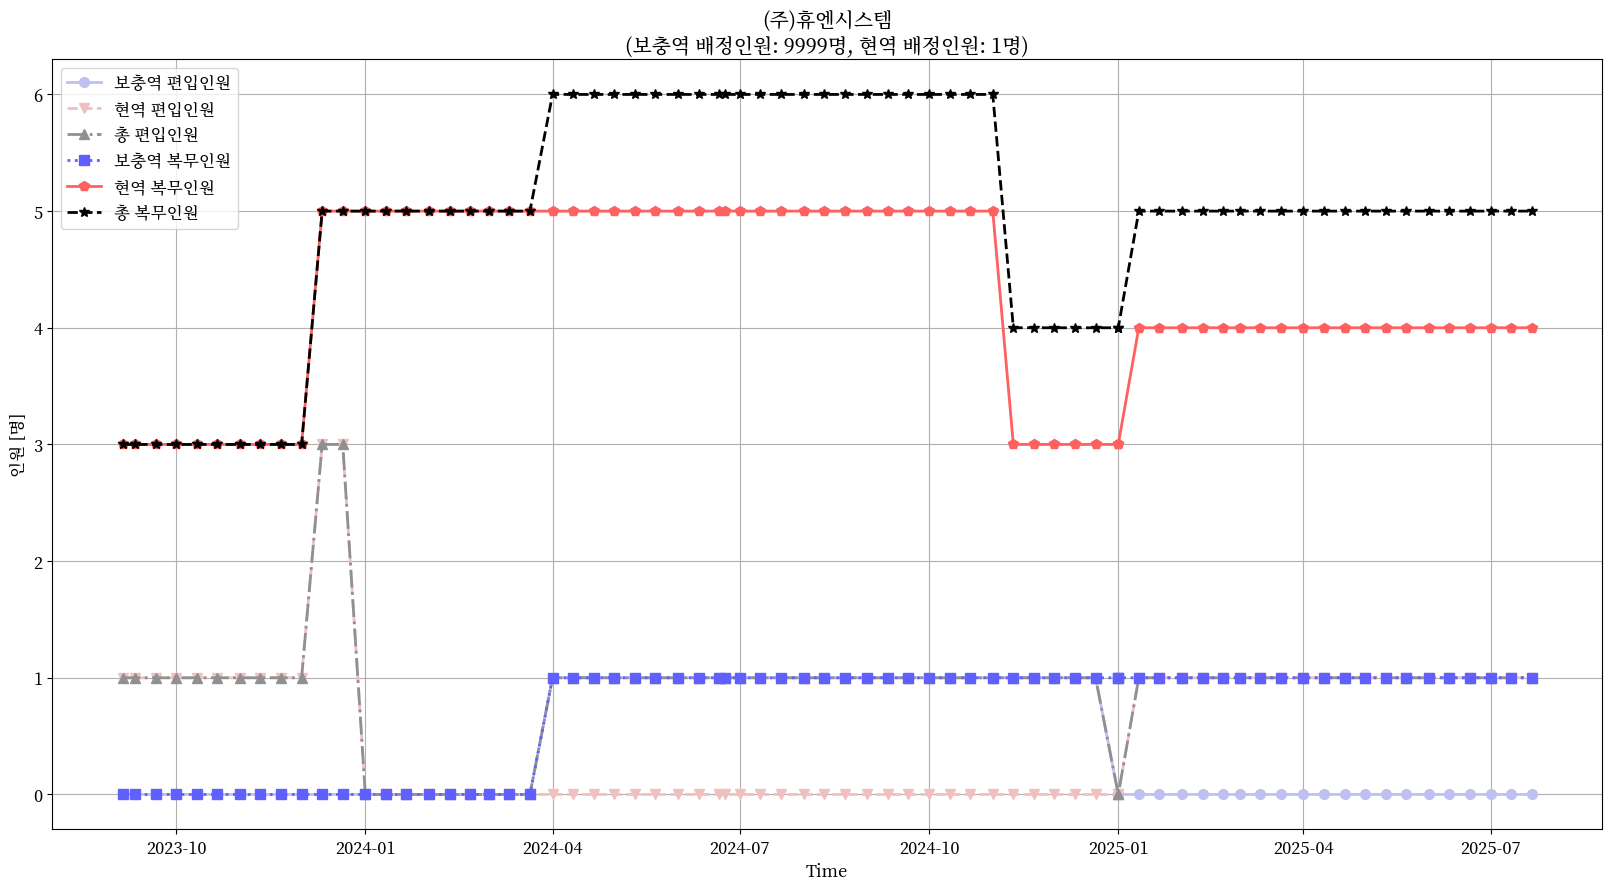 (주)휴엔시스템
(보충역 배정인원: 9999명, 현역 배정인원: 1명)
보충역 편입인원
현역 편입인원
총 편입인원
보충역 복무인원
현역 복무인원
총 복무인원
인원 [명]
6
5
4
3
2
1
0
2023-10
2024-01
2024-04
2024-07
2024-10
2025-01
2025-04
2025-07
Time